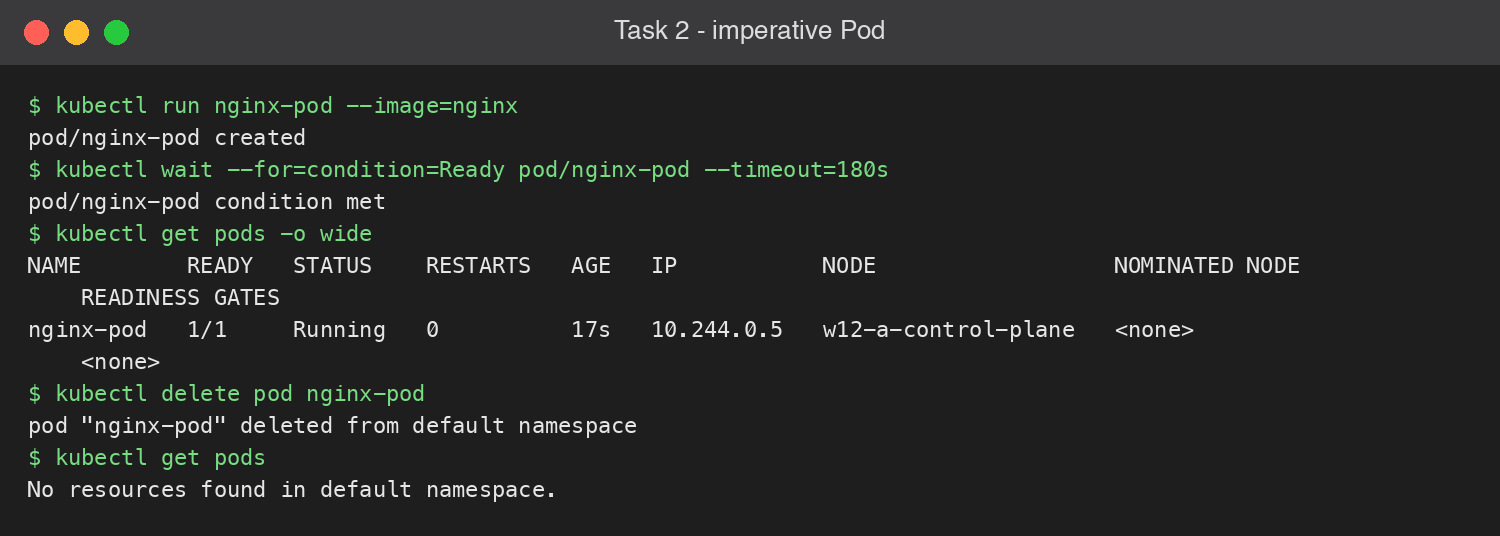 Task 2 - imperative Pod
$ kubectl run nginx-pod --image=nginx
pod/nginx-pod created
$ kubectl wait --for=condition=Ready pod/nginx-pod --timeout=180s
pod/nginx-pod condition met
$ kubectl get pods -o wide
NAME        READY   STATUS    RESTARTS   AGE   IP           NODE                  NOMINATED NODE
    READINESS GATES
nginx-pod   1/1     Running   0          17s   10.244.0.5   w12-a-control-plane   <none>
    <none>
$ kubectl delete pod nginx-pod
pod "nginx-pod" deleted from default namespace
$ kubectl get pods
No resources found in default namespace.